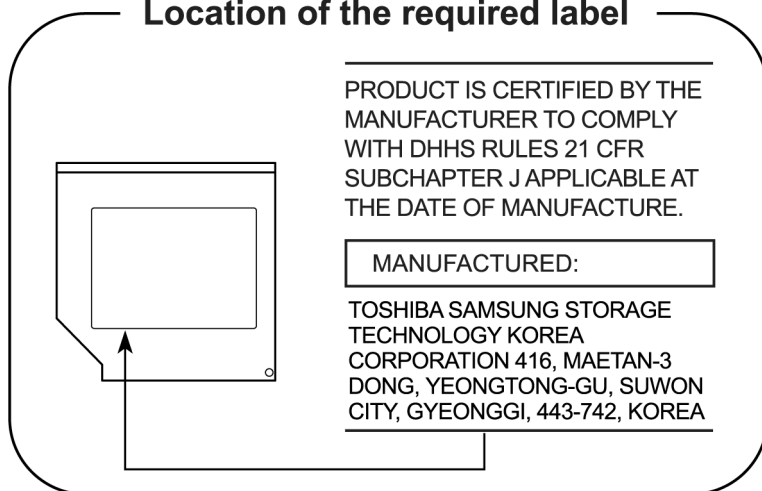 Location of the required label
PRODUCT IS CERTIFIED BY THE
MANUFACTURER TO COMPLY
WITH DHHS RULES 21 CFR
SUBCHAPTER J APPLICABLE AT
THE DATE OF MANUFACTURE.
MANUFACTURED:
TOSHIBA SAMSUNG STORAGE
TECHNOLOGY KOREA
CORPORATION 416, MAETAN-3
DONG, YEONGTONG-GU, SUWON
CITY, GYEONGGI, 443-742, KOREA